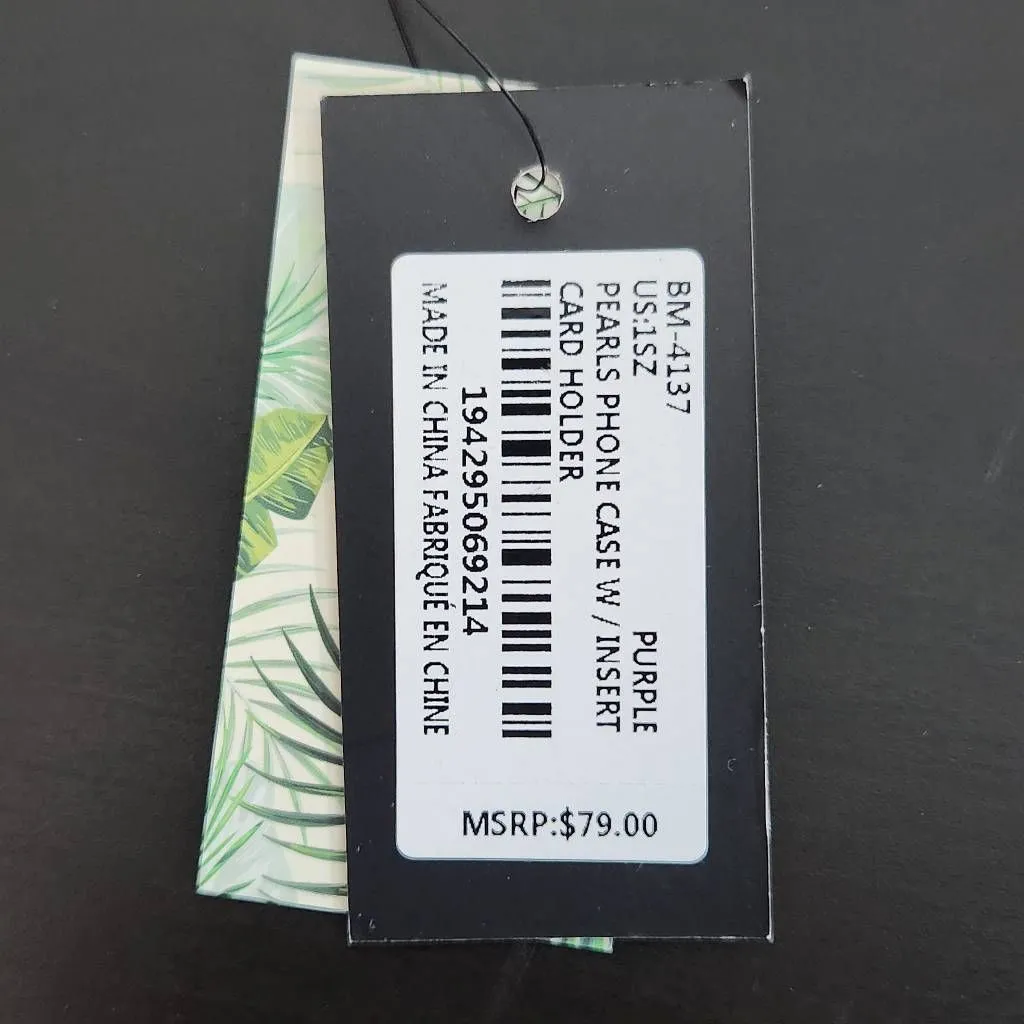 BM-4137
US:1SZ PURPLE
PEARLS PHONE CASE W / INSERT
CARD HOLDER
194295069214
MADE IN CHINA FABRIQUÉ EN CHINE
MSRP:$79.00